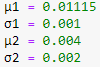 μ1 = 0.01115
σ1 = 0.001
μ2 = 0.004
σ2 = 0.002